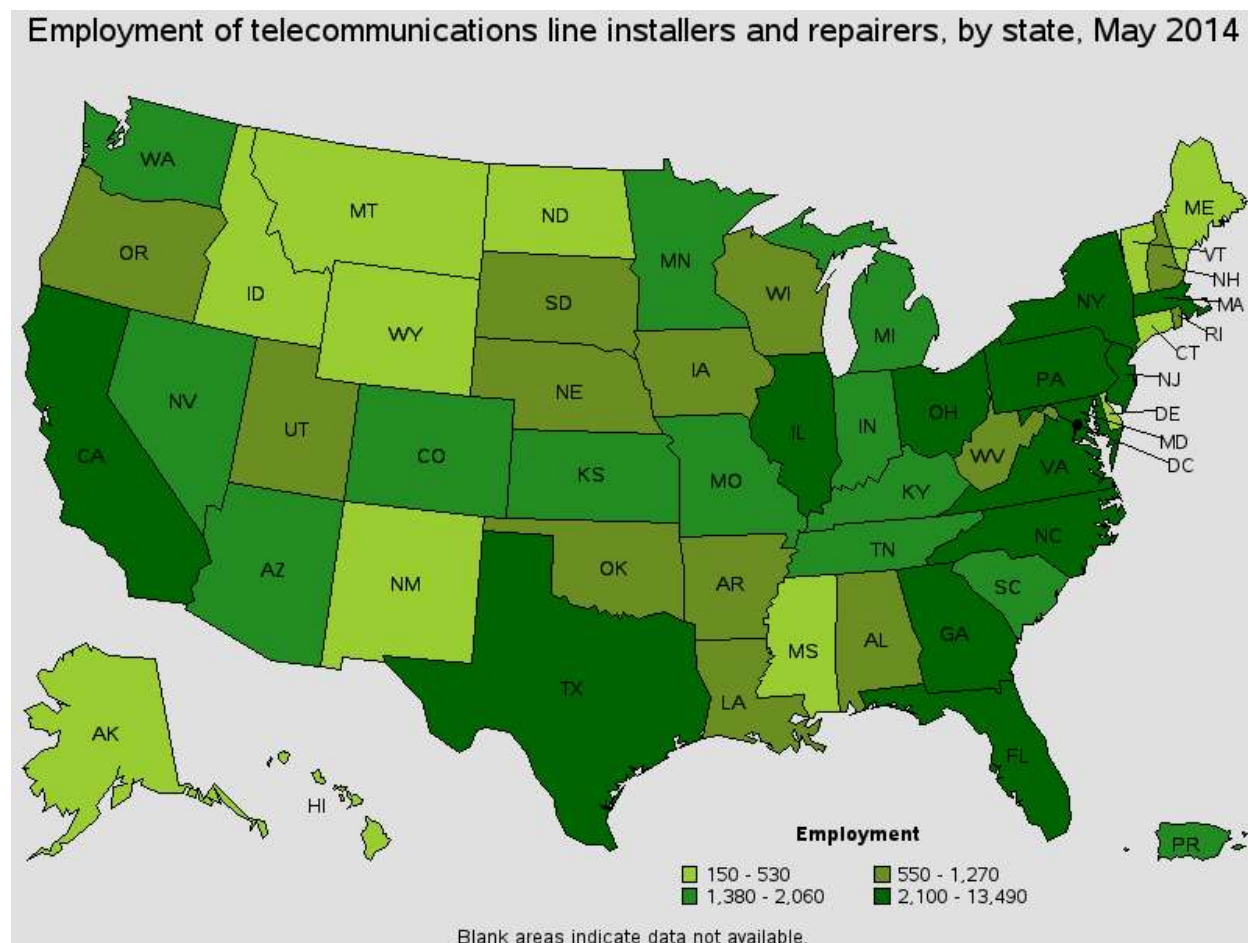 Employment of telecommunications line installers and repairers, by state, May 2014
WA
MT
ND
ME
OR
MN
VT
ID
SD
WI
NH
NY
MA
WY
MI
RI
IA
CT
NE
PA
NJ
NV
UT
IL
IN
OH
DE
MD
CA
CO
WV
VA
DC
KS
MO
KY
NC
AZ
NM
OK
TN
AR
SC
MS
AL
GA
TX
LA
AK
FL
HI
PR
Employment
150 - 530
550 - 1,270
1,380 - 2,060
2,100 - 13,490
Blank areas indicate data not available.